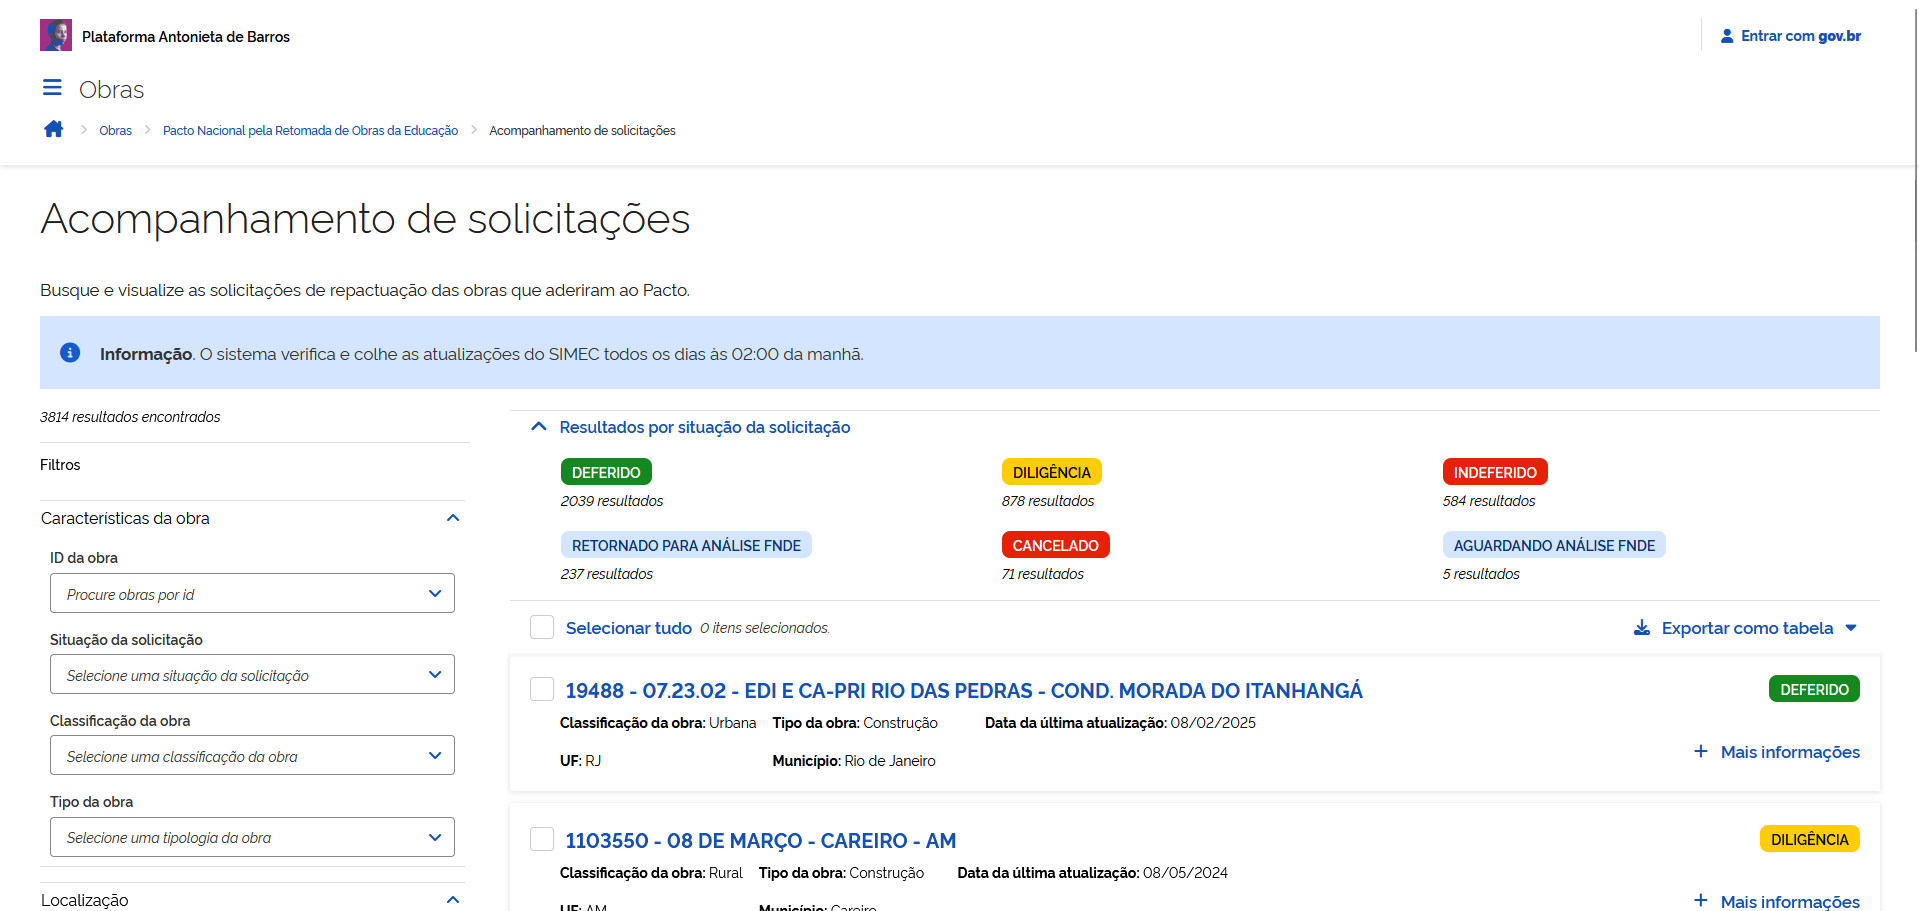 Plataforma Antonieta de Barros
Entrar com gov.br
Obras
Obras
Pacto Nacional pela Retomada de Obras da Educação
Acompanhamento de solicitações
Acompanhamento de solicitações
Busque e visualize as solicitações de repactuação das obras que aderiram ao Pacto.
Informação. O sistema verifica e colhe as atualizações do SIMEC todos os dias às 02:00 da manhã.
3814 resultados encontrados
Filtros
Características da obra
ID da obra
Procure obras por id
Situação da solicitação
Selecione uma situação da solicitação
Classificação da obra
Selecione uma classificação da obra
Tipo da obra
Selecione uma tipologia da obra
Localização
Resultados por situação da solicitação
DEFERIDO
2039 resultados
DILIGÊNCIA
878 resultados
INDEFERIDO
584 resultados
RETORNADO PARA ANÁLISE FNDE
237 resultados
CANCELADO
71 resultados
AGUARDANDO ANÁLISE FNDE
5 resultados
Selecionar tudo 0 itens selecionados.
Exportar como tabela
19488 - 07.23.02 - EDI E CA-PRI RIO DAS PEDRAS - COND. MORADA DO ITANHANGÁ
DEFERIDO
Classificação da obra: Urbana Tipo da obra: Construção Data da última atualização: 08/02/2025
UF: RJ Município: Rio de Janeiro
Mais informações
1103550 - 08 DE MARÇO - CAREIRO - AM
DILIGÊNCIA
Classificação da obra: Rural Tipo da obra: Construção Data da última atualização: 08/05/2024
UF: AM Município: Careiro
Mais informações